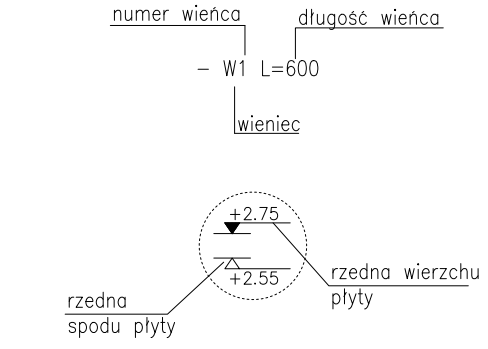 numer wieńca
długość wieńca
- W1 L=600
wieniec
+2.75
+2.55
rzedna wierzchu
płyty
rzedna
spodu płyty